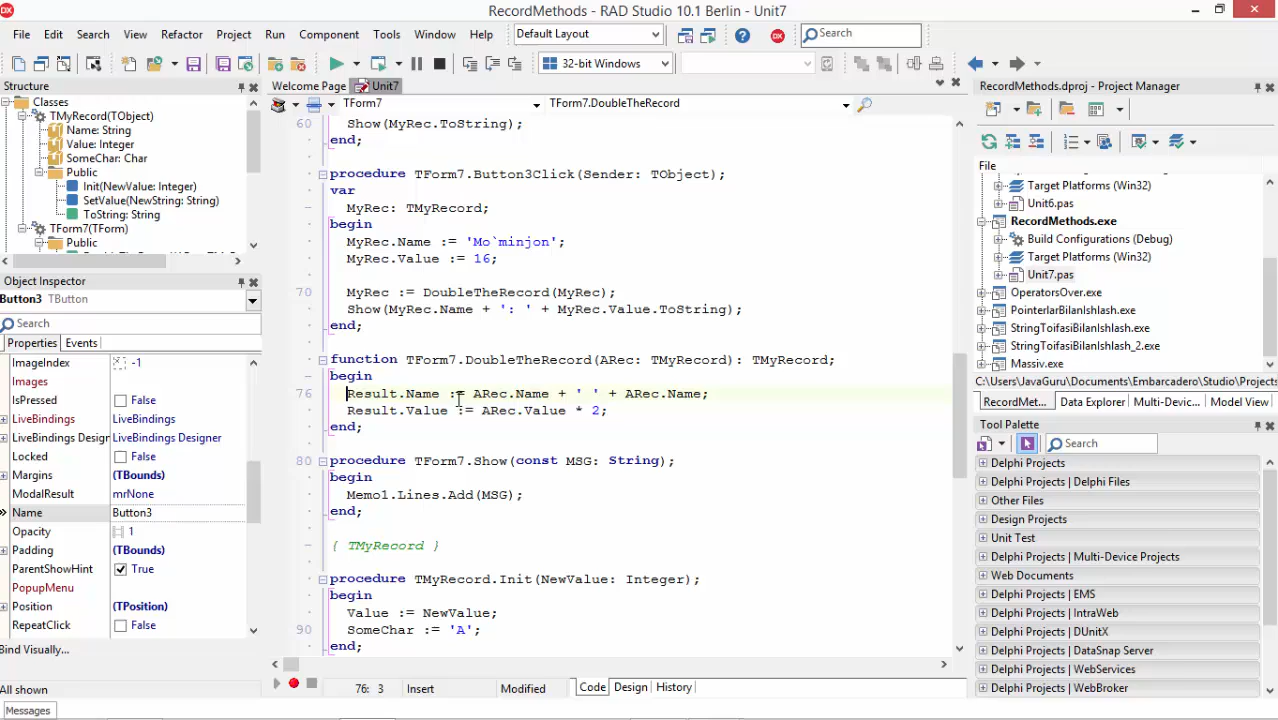 RecordMethods - RAD Studio 10.1 Berlin - Unit7
File Edit Search View Refactor Project Run Component Tools Window Help Default Layout Search
32-bit Windows
Structure
Classes
TMyRecord(TObject)
Name: String
Value: Integer
SomeChar: Char
Public
Init(NewValue: Integer)
SetValue(NewString: String)
ToString: String
TForm7(TForm)
Public
Object Inspector
Button3 TButton
Search
Properties Events
ImageIndex -1
Images
IsPressed False
LiveBindings LiveBindings
LiveBindings Design LiveBindings Designer
Locked False
Margins (TBounds)
ModalResult mrNone
Name Button3
Opacity 1
Padding (TBounds)
ParentShowHint True
PopupMenu
Position (TPosition)
RepeatClick False
Bind Visually...
All shown
Messages
Welcome Page Unit7
TForm7 TForm7.DoubleTheRecord
60 Show(MyRec.ToString);
end;
procedure TForm7.Button3Click(Sender: TObject);
var
MyRec: TMyRecord;
begin
MyRec.Name := 'Mo`minjon';
MyRec.Value := 16;
70 MyRec := DoubleTheRecord(MyRec);
Show(MyRec.Name + ': ' + MyRec.Value.ToString);
end;
function TForm7.DoubleTheRecord(ARec: TMyRecord): TMyRecord;
begin
76 Result.Name := ARec.Name + ' ' + ARec.Name;
Result.Value := ARec.Value * 2;
end;
80 procedure TForm7.Show(const MSG: String);
begin
Memo1.Lines.Add(MSG);
end;
{ TMyRecord }
procedure TMyRecord.Init(NewValue: Integer);
begin
Value := NewValue;
90 SomeChar := 'A';
end;
76: 3 Insert Modified Code Design History
RecordMethods.dproj - Project Manager
File
Target Platforms (Win32)
Unit6.pas
RecordMethods.exe
Build Configurations (Debug)
Target Platforms (Win32)
Unit7.pas
OperatorsOver.exe
PointerlarBilanIshlash.exe
StringToifasiBilanIshlash.exe
StringToifasiBilanIshlash_2.exe
Massiv.exe
C:\Users\JavaGuru\Documents\Embarcadero\Studio\Projects
RecordMet... Data Explorer Multi-Devic... Model View
Tool Palette
Search
Delphi Projects
Delphi Projects | Delphi Files
Other Files
Design Projects
Unit Test
Delphi Projects | Multi-Device Projects
Web Documents
Delphi Projects | EMS
Delphi Projects | IntraWeb
Delphi Projects | DUnitX
Delphi Projects | DataSnap Server
Delphi Projects | WebServices
Delphi Projects | WebBroker